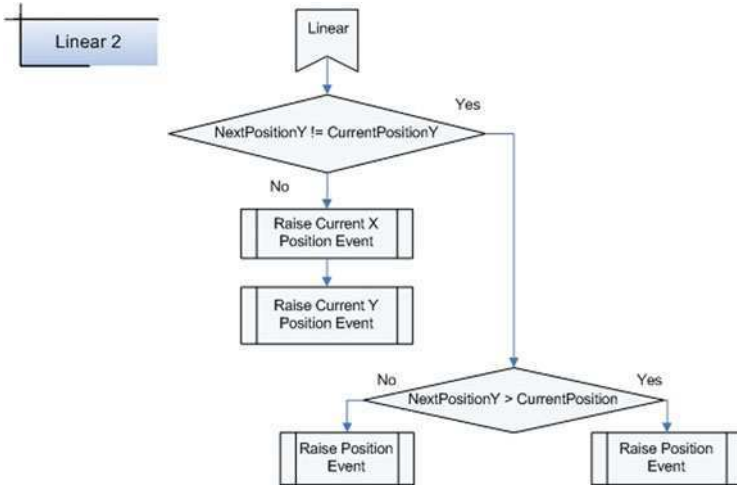 Linear 2
Linear
Yes
NextPositionY != CurrentPositionY
No
Raise Current X
Position Event
Raise Current Y
Position Event
No
Yes
NextPositionY > CurrentPosition
Raise Position
Event
Raise Position
Event